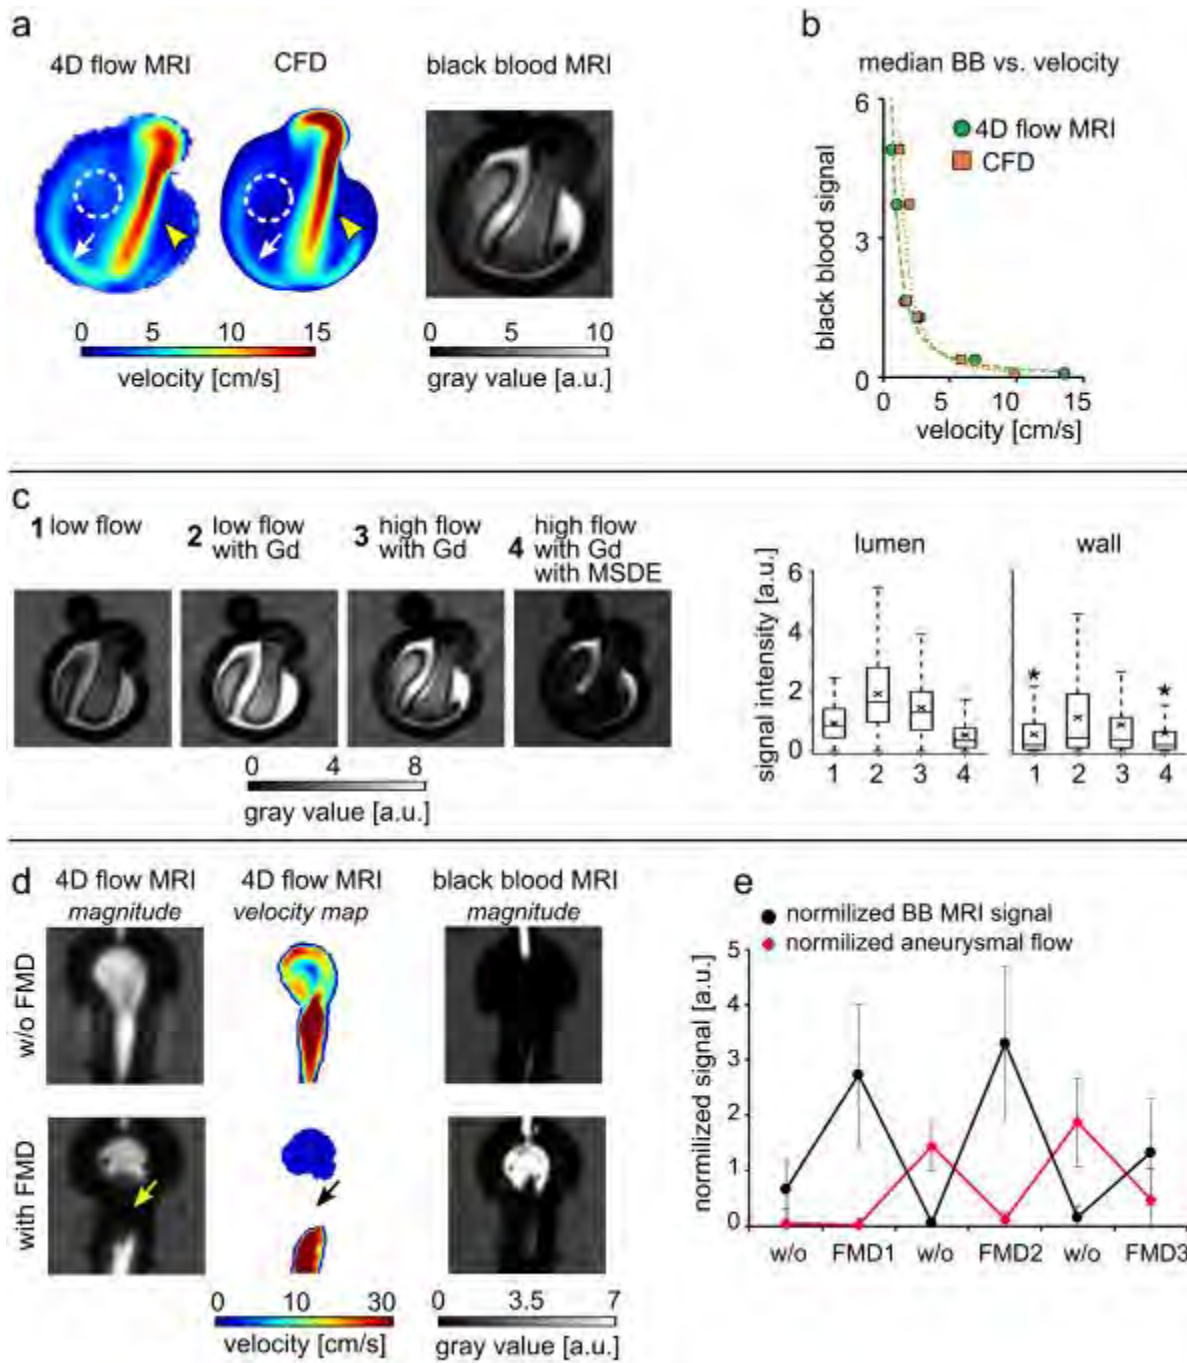 a
4D flow MRI
CFD
black blood MRI
0 5 10 15
velocity [cm/s]
0 5 10
gray value [a.u.]
b
median BB vs. velocity
4D flow MRI
CFD
black blood signal
6
3
0
0 5 10 15
velocity [cm/s]
c
1 low flow
2 low flow
with Gd
3 high flow
with Gd
4 high flow
with Gd
with MSDE
0 4 8
gray value [a.u.]
lumen
wall
signal intensity [a.u.]
6
4
2
0
1 2 3 4
1 2 3 4
d
4D flow MRI
magnitude
4D flow MRI
velocity map
black blood MRI
magnitude
w/o FMD
with FMD
0 10 30
velocity [cm/s]
0 3.5 7
gray value [a.u.]
e
normilized BB MRI signal
normilized aneurysmal flow
normilized signal [a.u.]
5
4
3
2
1
0
w/o FMD1 w/o FMD2 w/o FMD3